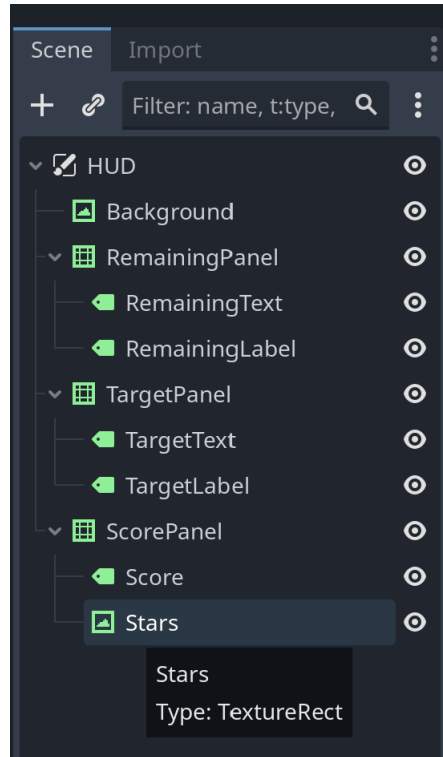 Scene Import
Filter: name, t:type,
HUD
Background
RemainingPanel
RemainingText
RemainingLabel
TargetPanel
TargetText
TargetLabel
ScorePanel
Score
Stars
Stars
Type: TextureRect